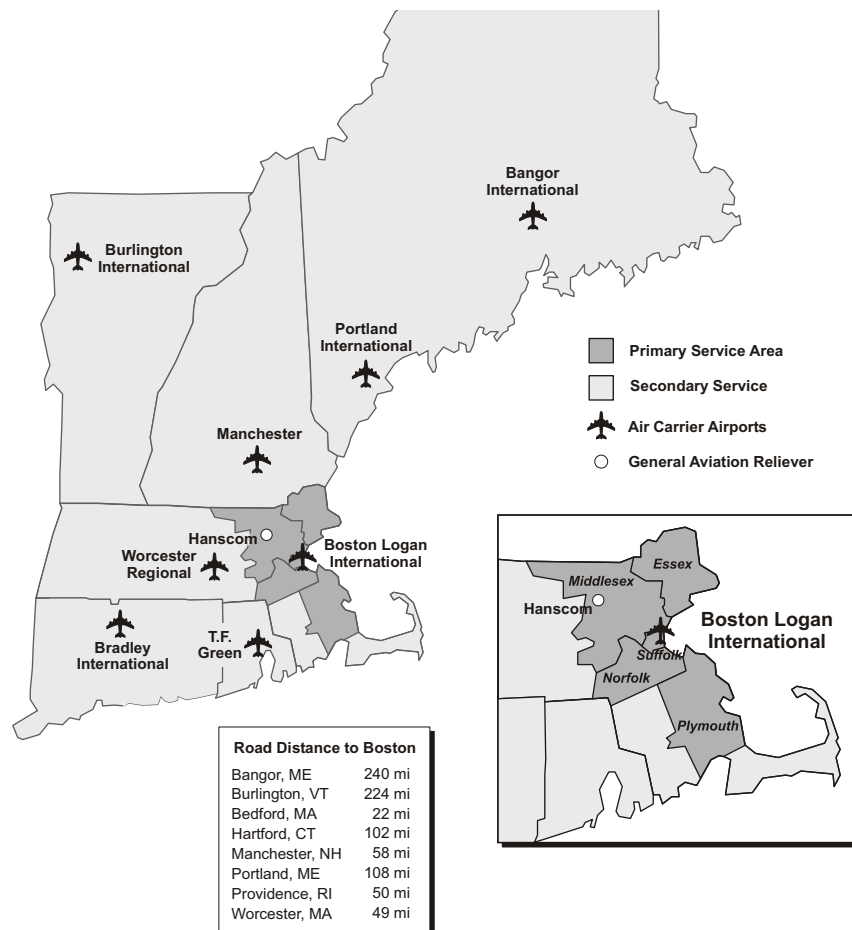 Bangor
International
Burlington
International
Portland
International
Primary Service Area
Secondary Service
Air Carrier Airports
General Aviation Reliever
Manchester
Hanscom
Worcester
Regional
Boston Logan
International
Bradley
International
T.F.
Green
Essex
Middlesex
Hanscom
Boston Logan
International
Suffolk
Norfolk
Plymouth
Road Distance to Boston
Bangor, ME 240 mi
Burlington, VT 224 mi
Bedford, MA 22 mi
Hartford, CT 102 mi
Manchester, NH 58 mi
Portland, ME 108 mi
Providence, RI 50 mi
Worcester, MA 49 mi